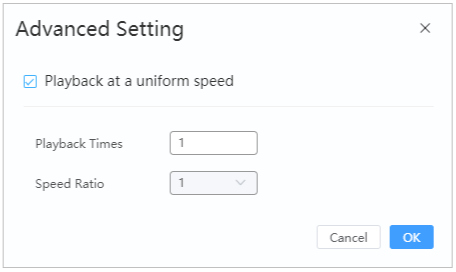 Advanced Setting
Playback at a uniform speed
Playback Times 1
Speed Ratio 1
Cancel OK